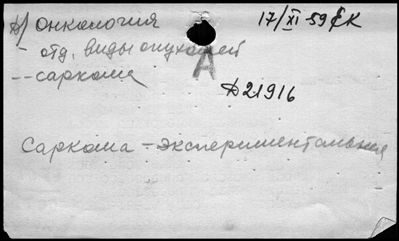 Д/ Онкология 17/XI-59 ЕК
- отд. виды опухолей
-- саркома
А
Д21916
Саркома - экспериментальная